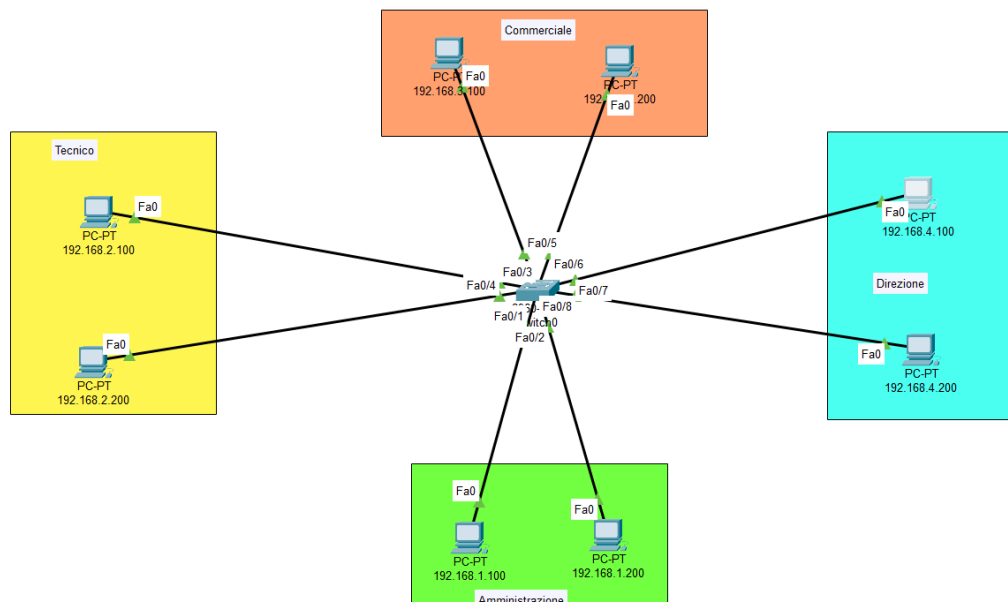 Commerciale
Fa0
192.168.3.100
PC-PT
.200
Fa0
Tecnico
Fa0
PC-PT
192.168.2.100
Fa0
PC-PT
192.168.2.200
Fa0
PC-PT
192.168.4.100
Direzione
Fa0
PC-PT
192.168.4.200
Fa0/5
Fa0/3
Fa0/6
Fa0/4
Fa0/7
Fa0/1
Fa0/8
Fa0/2
Fa0
PC-PT
192.168.1.100
Fa0
PC-PT
192.168.1.200
Amministrazione